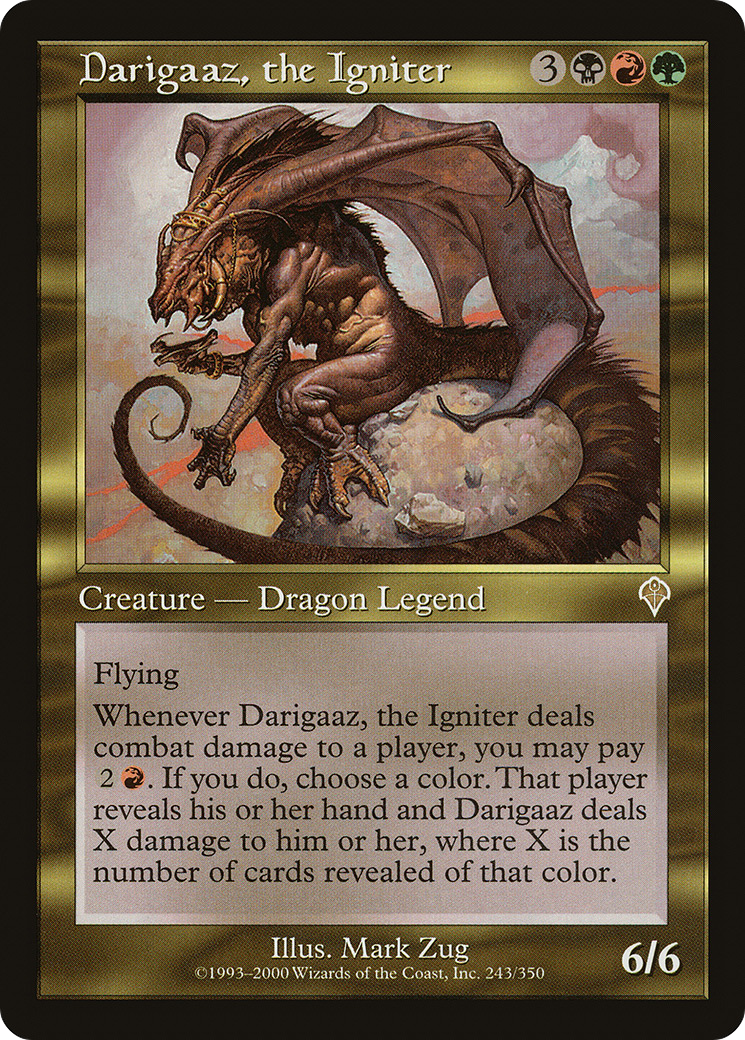 Darigaaz, the Igniter 3
Creature — Dragon Legend
Flying
Whenever Darigaaz, the Igniter deals
combat damage to a player, you may pay
2 . If you do, choose a color. That player
reveals his or her hand and Darigaaz deals
X damage to him or her, where X is the
number of cards revealed of that color.
Illus. Mark Zug
©1993–2000 Wizards of the Coast, Inc. 243/350
6/6